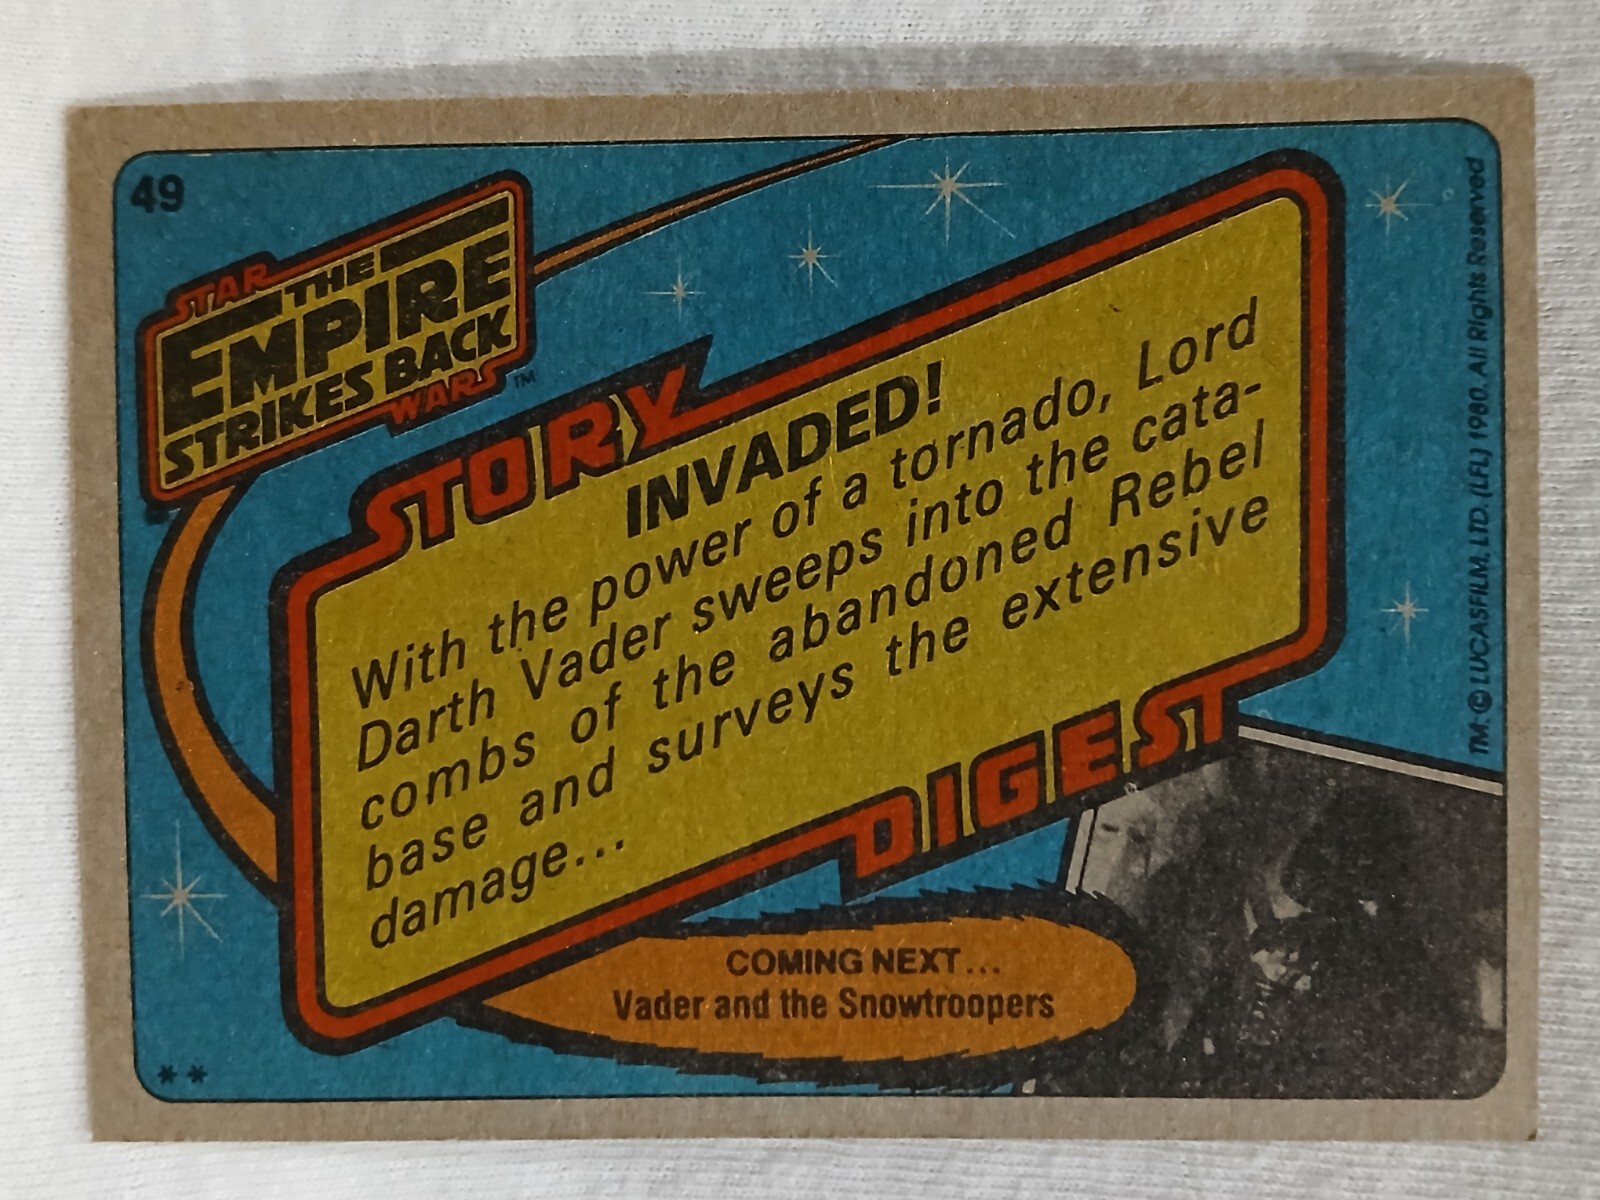 49
STAR
THE
EMPIRE
STRIKES BACK
WARS™
STORY
INVADED!
With the power of a tornado, Lord
Darth Vader sweeps into the cata-
combs of the abandoned Rebel
base and surveys the extensive
damage...
DIGEST
COMING NEXT...
Vader and the Snowtroopers
**
TM: © LUCASFILM, LTD. (LFL) 1980. All Rights Reserved